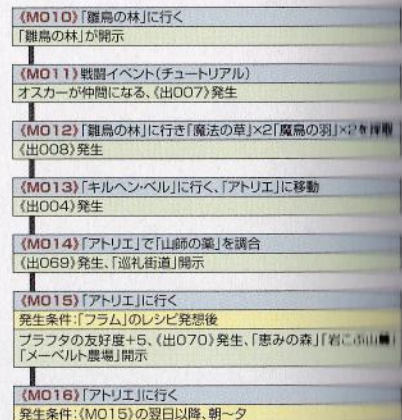 《M010》「雛鳥の林」に行く
「雛鳥の林」が開示
《M011》戦闘イベント(チュートリアル)
オスカーが仲間になる、《出007》発生
《M012》「雛鳥の林」に行き「魔法の草」×2「魔鳥の羽」×2を採取
《出008》発生
《M013》「キルヘン・ベル」に行く、「アトリエ」に移動
《出004》発生
《M014》「アトリエ」で「山師の薬」を調合
《出069》発生、「巡礼街道」開示
《M015》「アトリエ」に行く
発生条件:「フラム」のレシピ発想後
プラフタの友好度+5、《出070》発生、「恵みの森」「岩こぶ山
「メーベルト農場」開示
《M016》「アトリエ」に行く
発生条件:《M015》の翌日以降、朝～夕